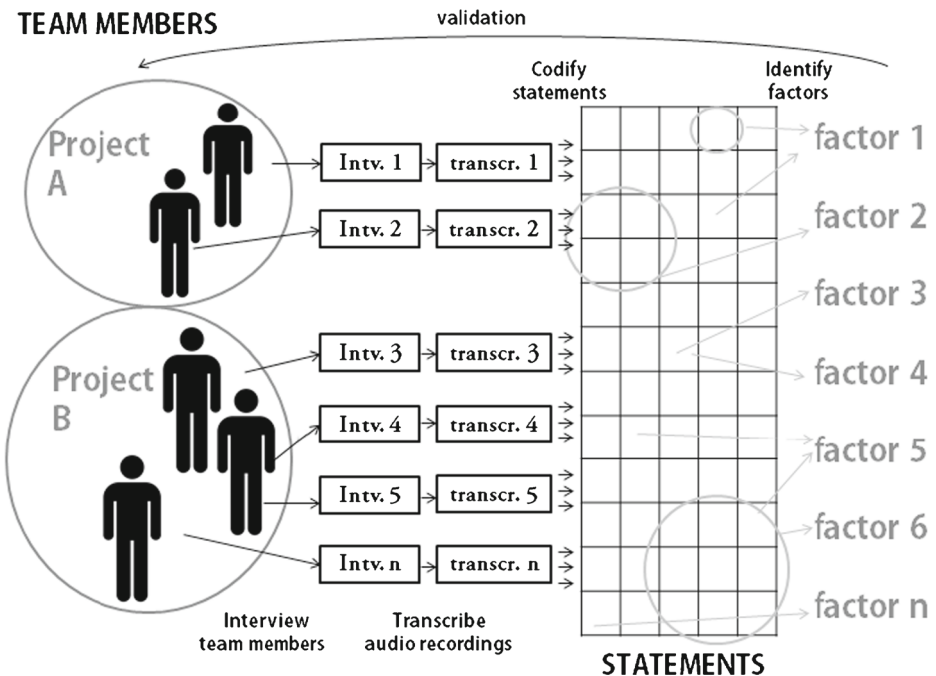 TEAM MEMBERS
validation
Codify
statements
Identify
factors
Project
A
Intv. 1
transcr. 1
factor 1
Intv. 2
transcr. 2
factor 2
factor 3
Project
B
Intv. 3
transcr. 3
factor 4
Intv. 4
transcr. 4
factor 5
Intv. 5
transcr. 5
factor 6
Intv. n
transcr. n
factor n
Interview
team members
Transcribe
audio recordings
STATEMENTS